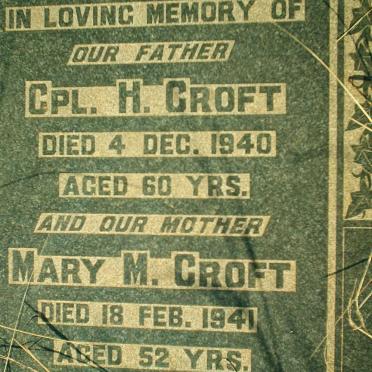 IN LOVING MEMORY OF
OUR FATHER
CPL. H. CROFT
DIED 4 DEC. 1940
AGED 60 YRS.
AND OUR MOTHER
MARY M. CROFT
DIED 18 FEB. 1941
AGED 52 YRS.